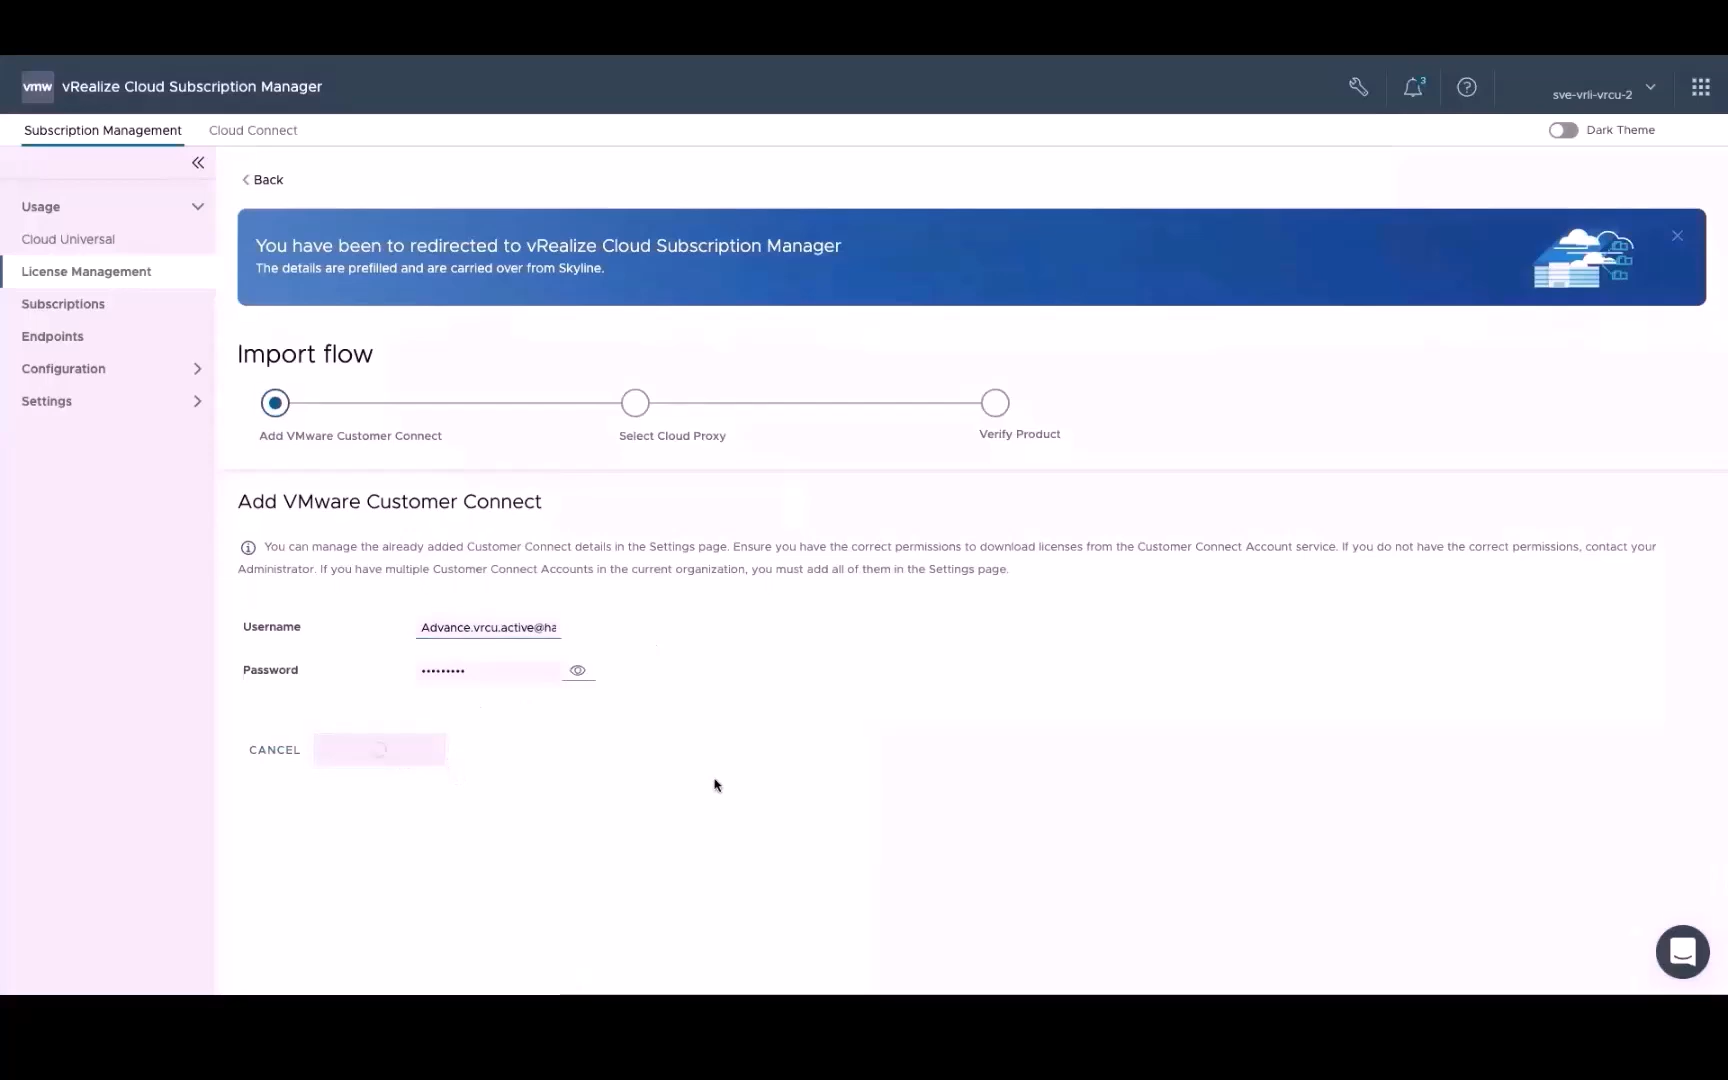 vmw vRealize Cloud Subscription Manager
3
sve-vrli-vrcu-2
Subscription Management Cloud Connect
Dark Theme
Usage
Cloud Universal
License Management
Subscriptions
Endpoints
Configuration
Settings
Back
You have been to redirected to vRealize Cloud Subscription Manager
The details are prefilled and are carried over from Skyline.
Import flow
Add VMware Customer Connect Select Cloud Proxy Verify Product
Add VMware Customer Connect
You can manage the already added Customer Connect details in the Settings page. Ensure you have the correct permissions to download licenses from the Customer Connect Account service. If you do not have the correct permissions, contact your
Administrator. If you have multiple Customer Connect Accounts in the current organization, you must add all of them in the Settings page.
Username Advance.vrcu.active@ha
Password •••••••••
CANCEL